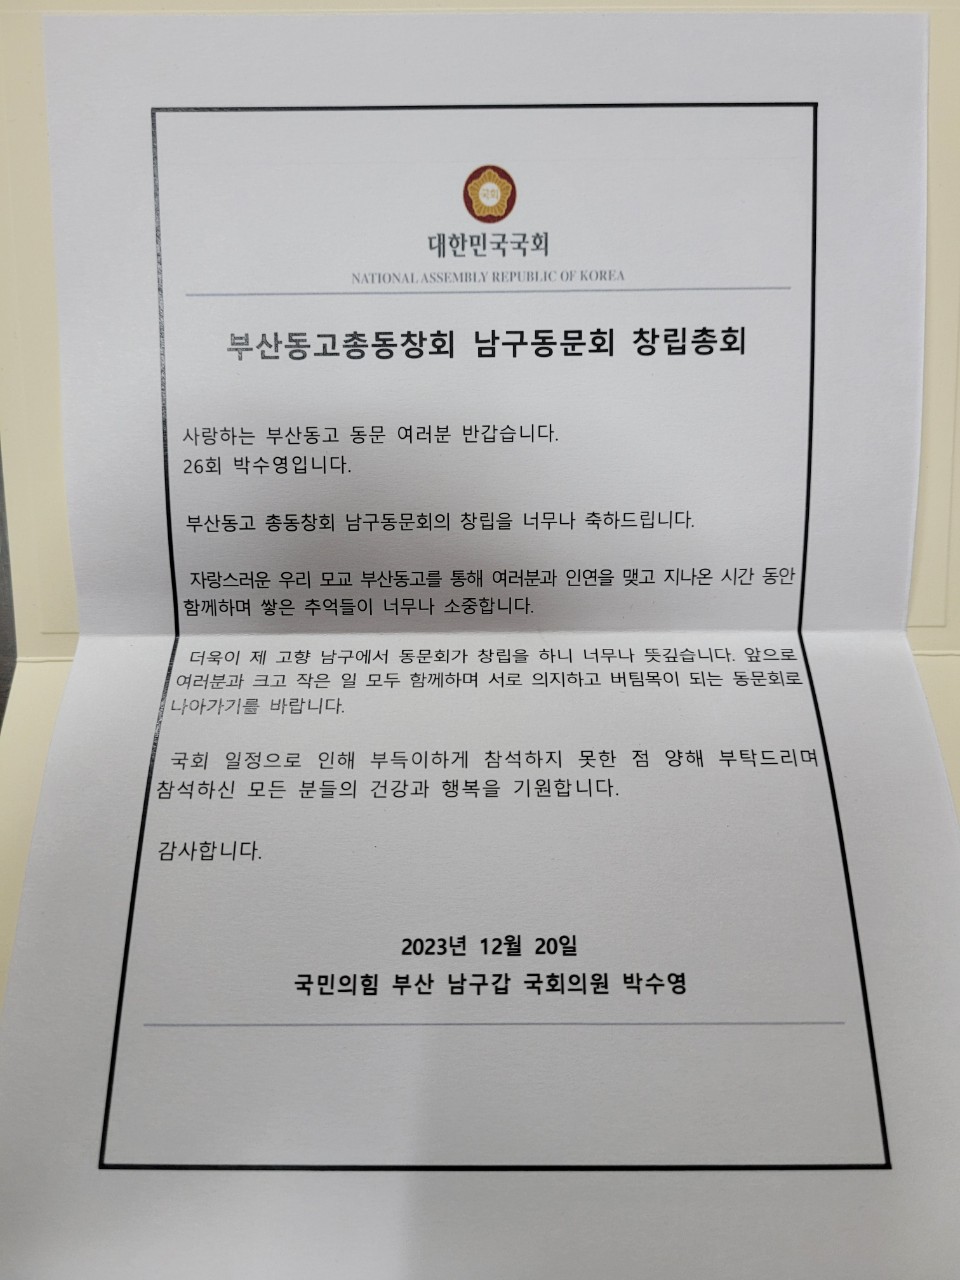 국회
대한민국국회
NATIONAL ASSEMBLY REPUBLIC OF KOREA
부산동고총동창회 남구동문회 창립총회
사랑하는 부산동고 동문 여러분 반갑습니다.
26회 박수영입니다.
부산동고 총동창회 남구동문회의 창립을 너무나 축하드립니다.
자랑스러운 우리 모교 부산동고를 통해 여러분과 인연을 맺고 지나온 시간 동안
함께하며 쌓은 추억들이 너무나 소중합니다.
더욱이 제 고향 남구에서 동문회가 창립을 하니 너무나 뜻깊습니다. 앞으로
여러분과 크고 작은 일 모두 함께하며 서로 의지하고 버팀목이 되는 동문회로
나아가기를 바랍니다.
국회 일정으로 인해 부득이하게 참석하지 못한 점 양해 부탁드리며
참석하신 모든 분들의 건강과 행복을 기원합니다.
감사합니다.
2023년 12월 20일
국민의힘 부산 남구갑 국회의원 박수영